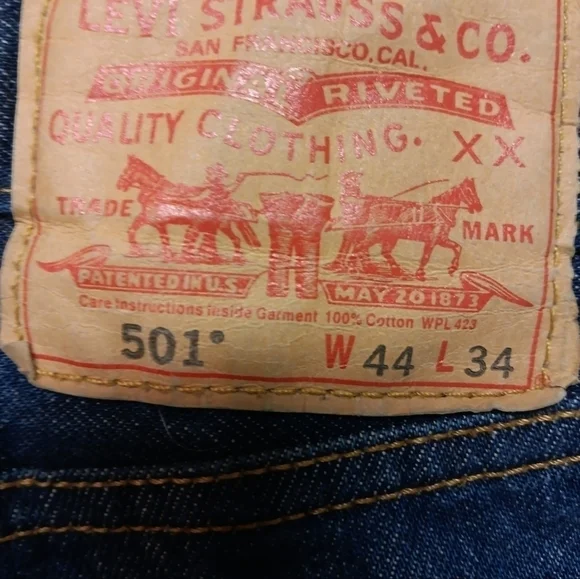 LEVI STRAUSS & CO.
SAN FRANCISCO, CAL.
ORIGINAL RIVETED
QUALITY CLOTHING. XX
TRADE MARK
PATENTED IN U.S. MAY 20 1873
Care instructions inside Garment 100% Cotton WPL 423
501® W 44 L 34